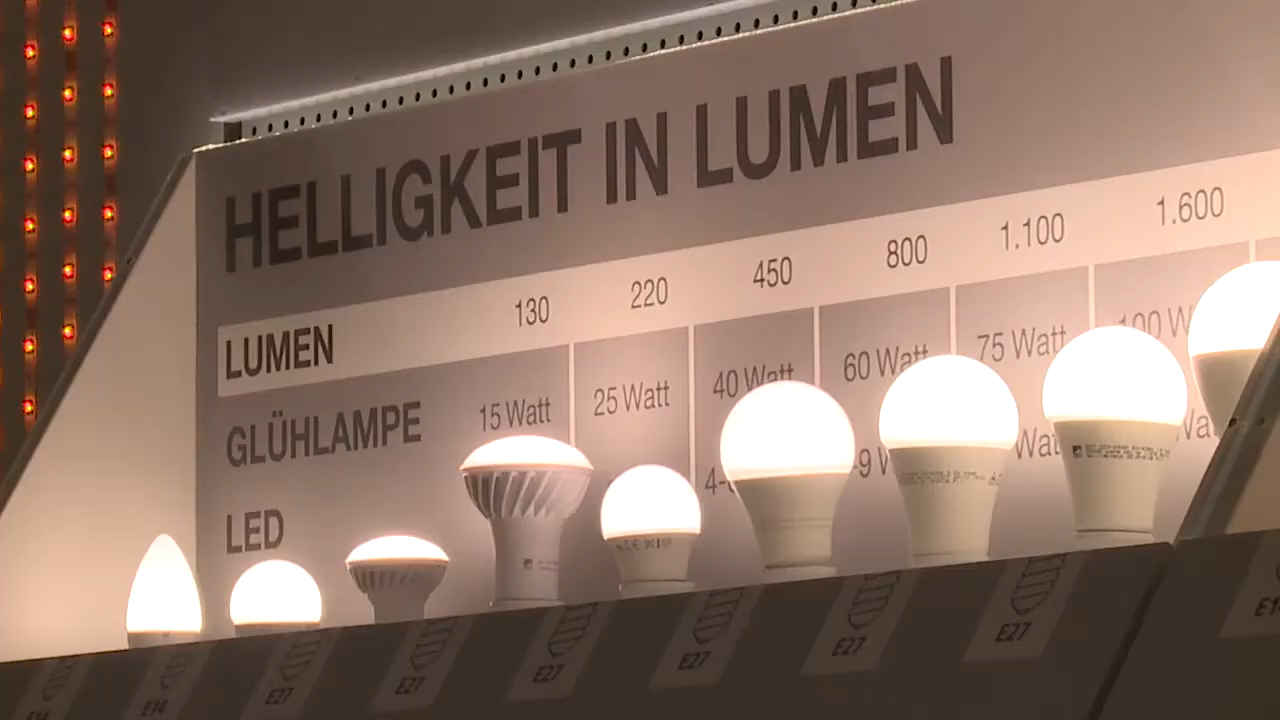 HELLIGKEIT IN LUMEN
LUMEN 130 220 450 800 1.100 1.600
GLÜHLAMPE 15 Watt 25 Watt 40 Watt 60 Watt 75 Watt 100 W
LED
E14 E27 E27 E27 E27 E27 E27